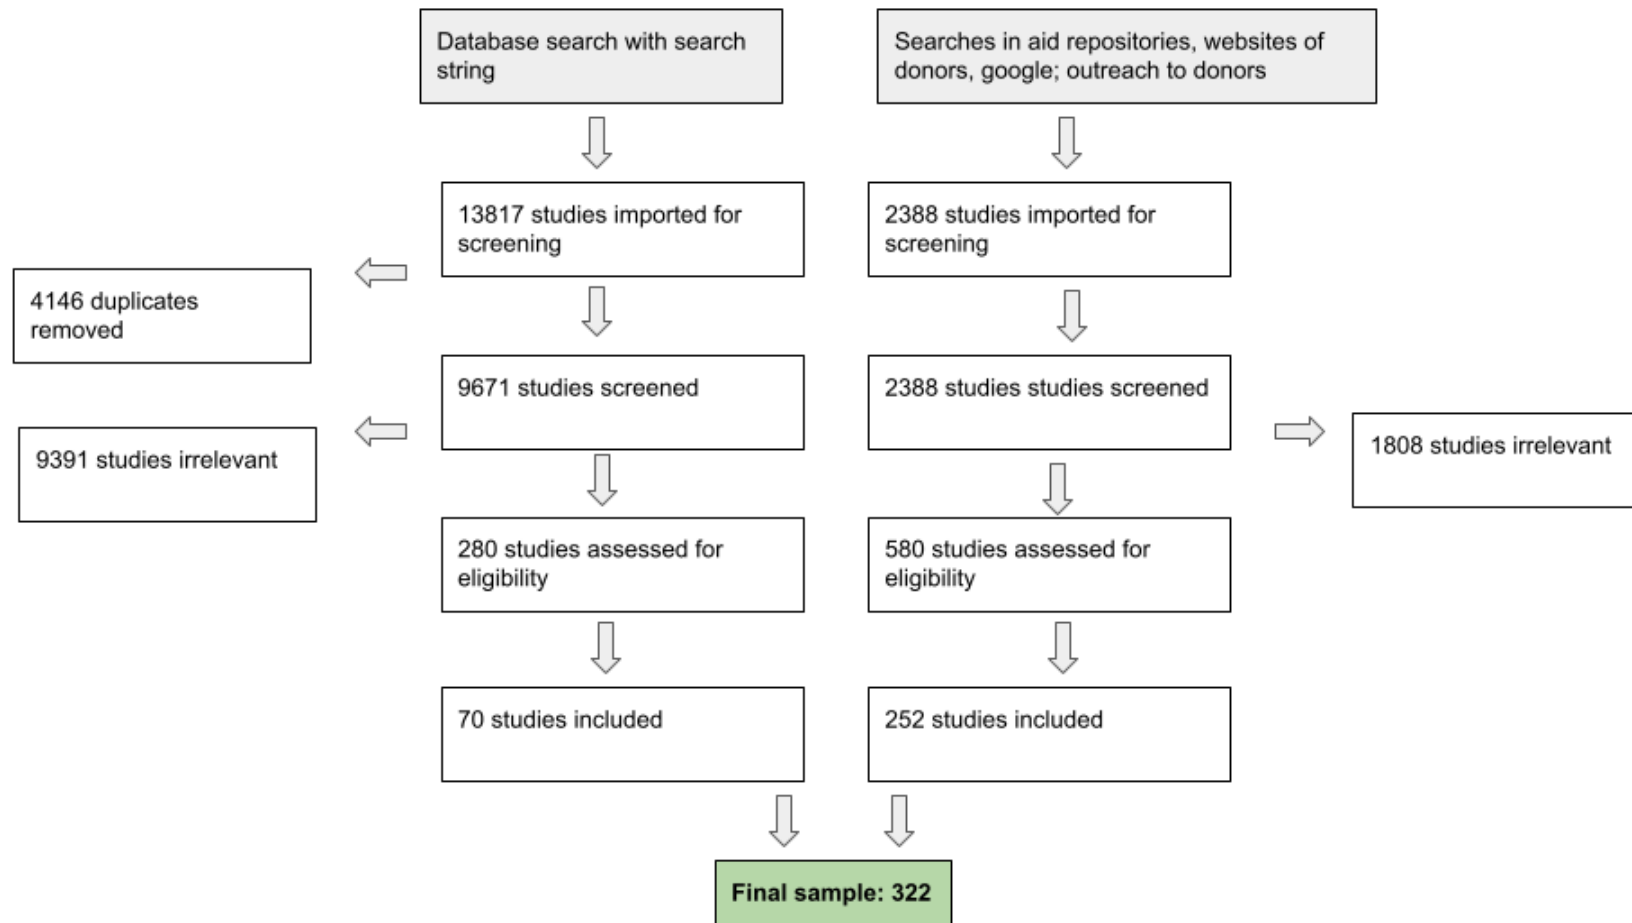 Database search with search
string
Searches in aid repositories, websites of
donors, google; outreach to donors
13817 studies imported for
screening
2388 studies imported for
screening
4146 duplicates
removed
9671 studies screened
2388 studies studies screened
9391 studies irrelevant
1808 studies irrelevant
280 studies assessed for
eligibility
580 studies assessed for
eligibility
70 studies included
252 studies included
Final sample: 322